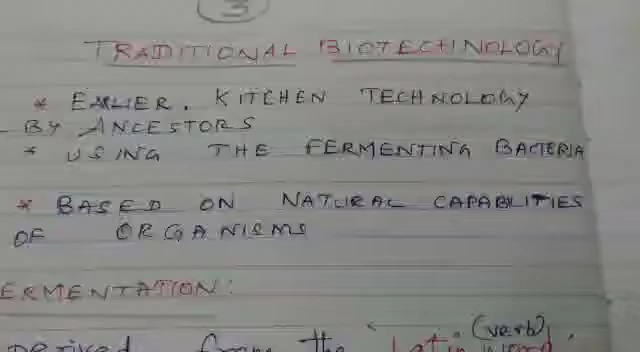 3
TRADITIONAL BIOTECHNOLOGY
* EARLIER. KITCHEN TECHNOLOGY
- BY ANCESTORS
* USING THE FERMENTING BACTERIA
* BASED ON NATURAL CAPABILITIES
OF ORGANISMS
ERMENTATION:
(verb)
derived from the Latin word